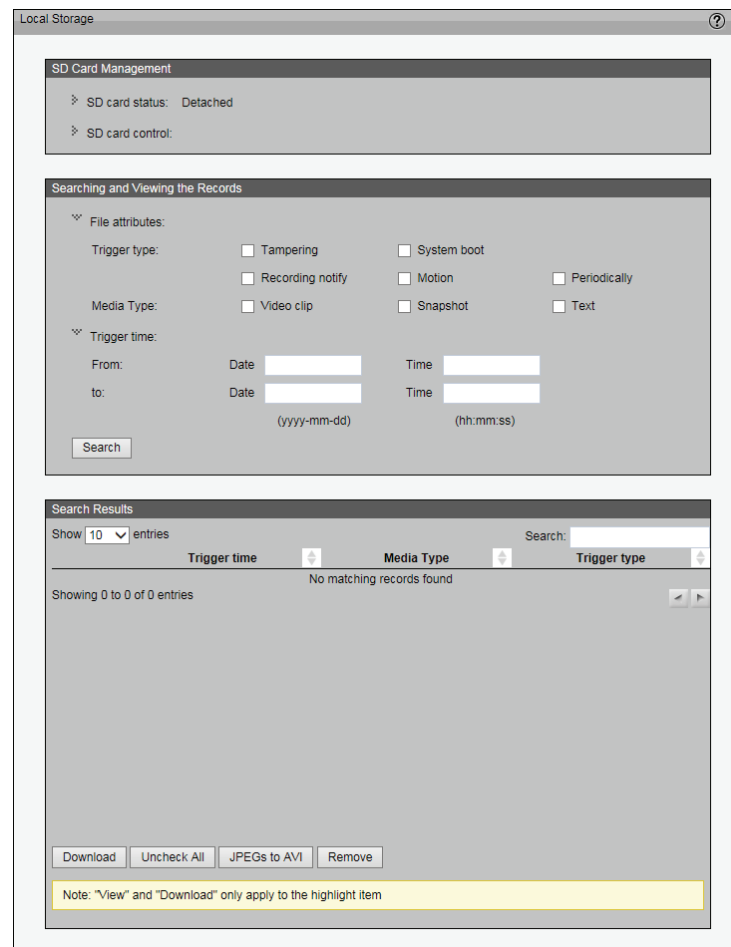 Local Storage ?
SD Card Management
SD card status: Detached
SD card control:
Searching and Viewing the Records
File attributes:
Trigger type: Tampering System boot
Recording notify Motion Periodically
Media Type: Video clip Snapshot Text
Trigger time:
From: Date Time
to: Date Time
(yyyy-mm-dd) (hh:mm:ss)
Search
Search Results
Show 10 entries Search:
Trigger time Media Type Trigger type
No matching records found
Showing 0 to 0 of 0 entries
Download Uncheck All JPEGs to AVI Remove
Note: "View" and "Download" only apply to the highlight item